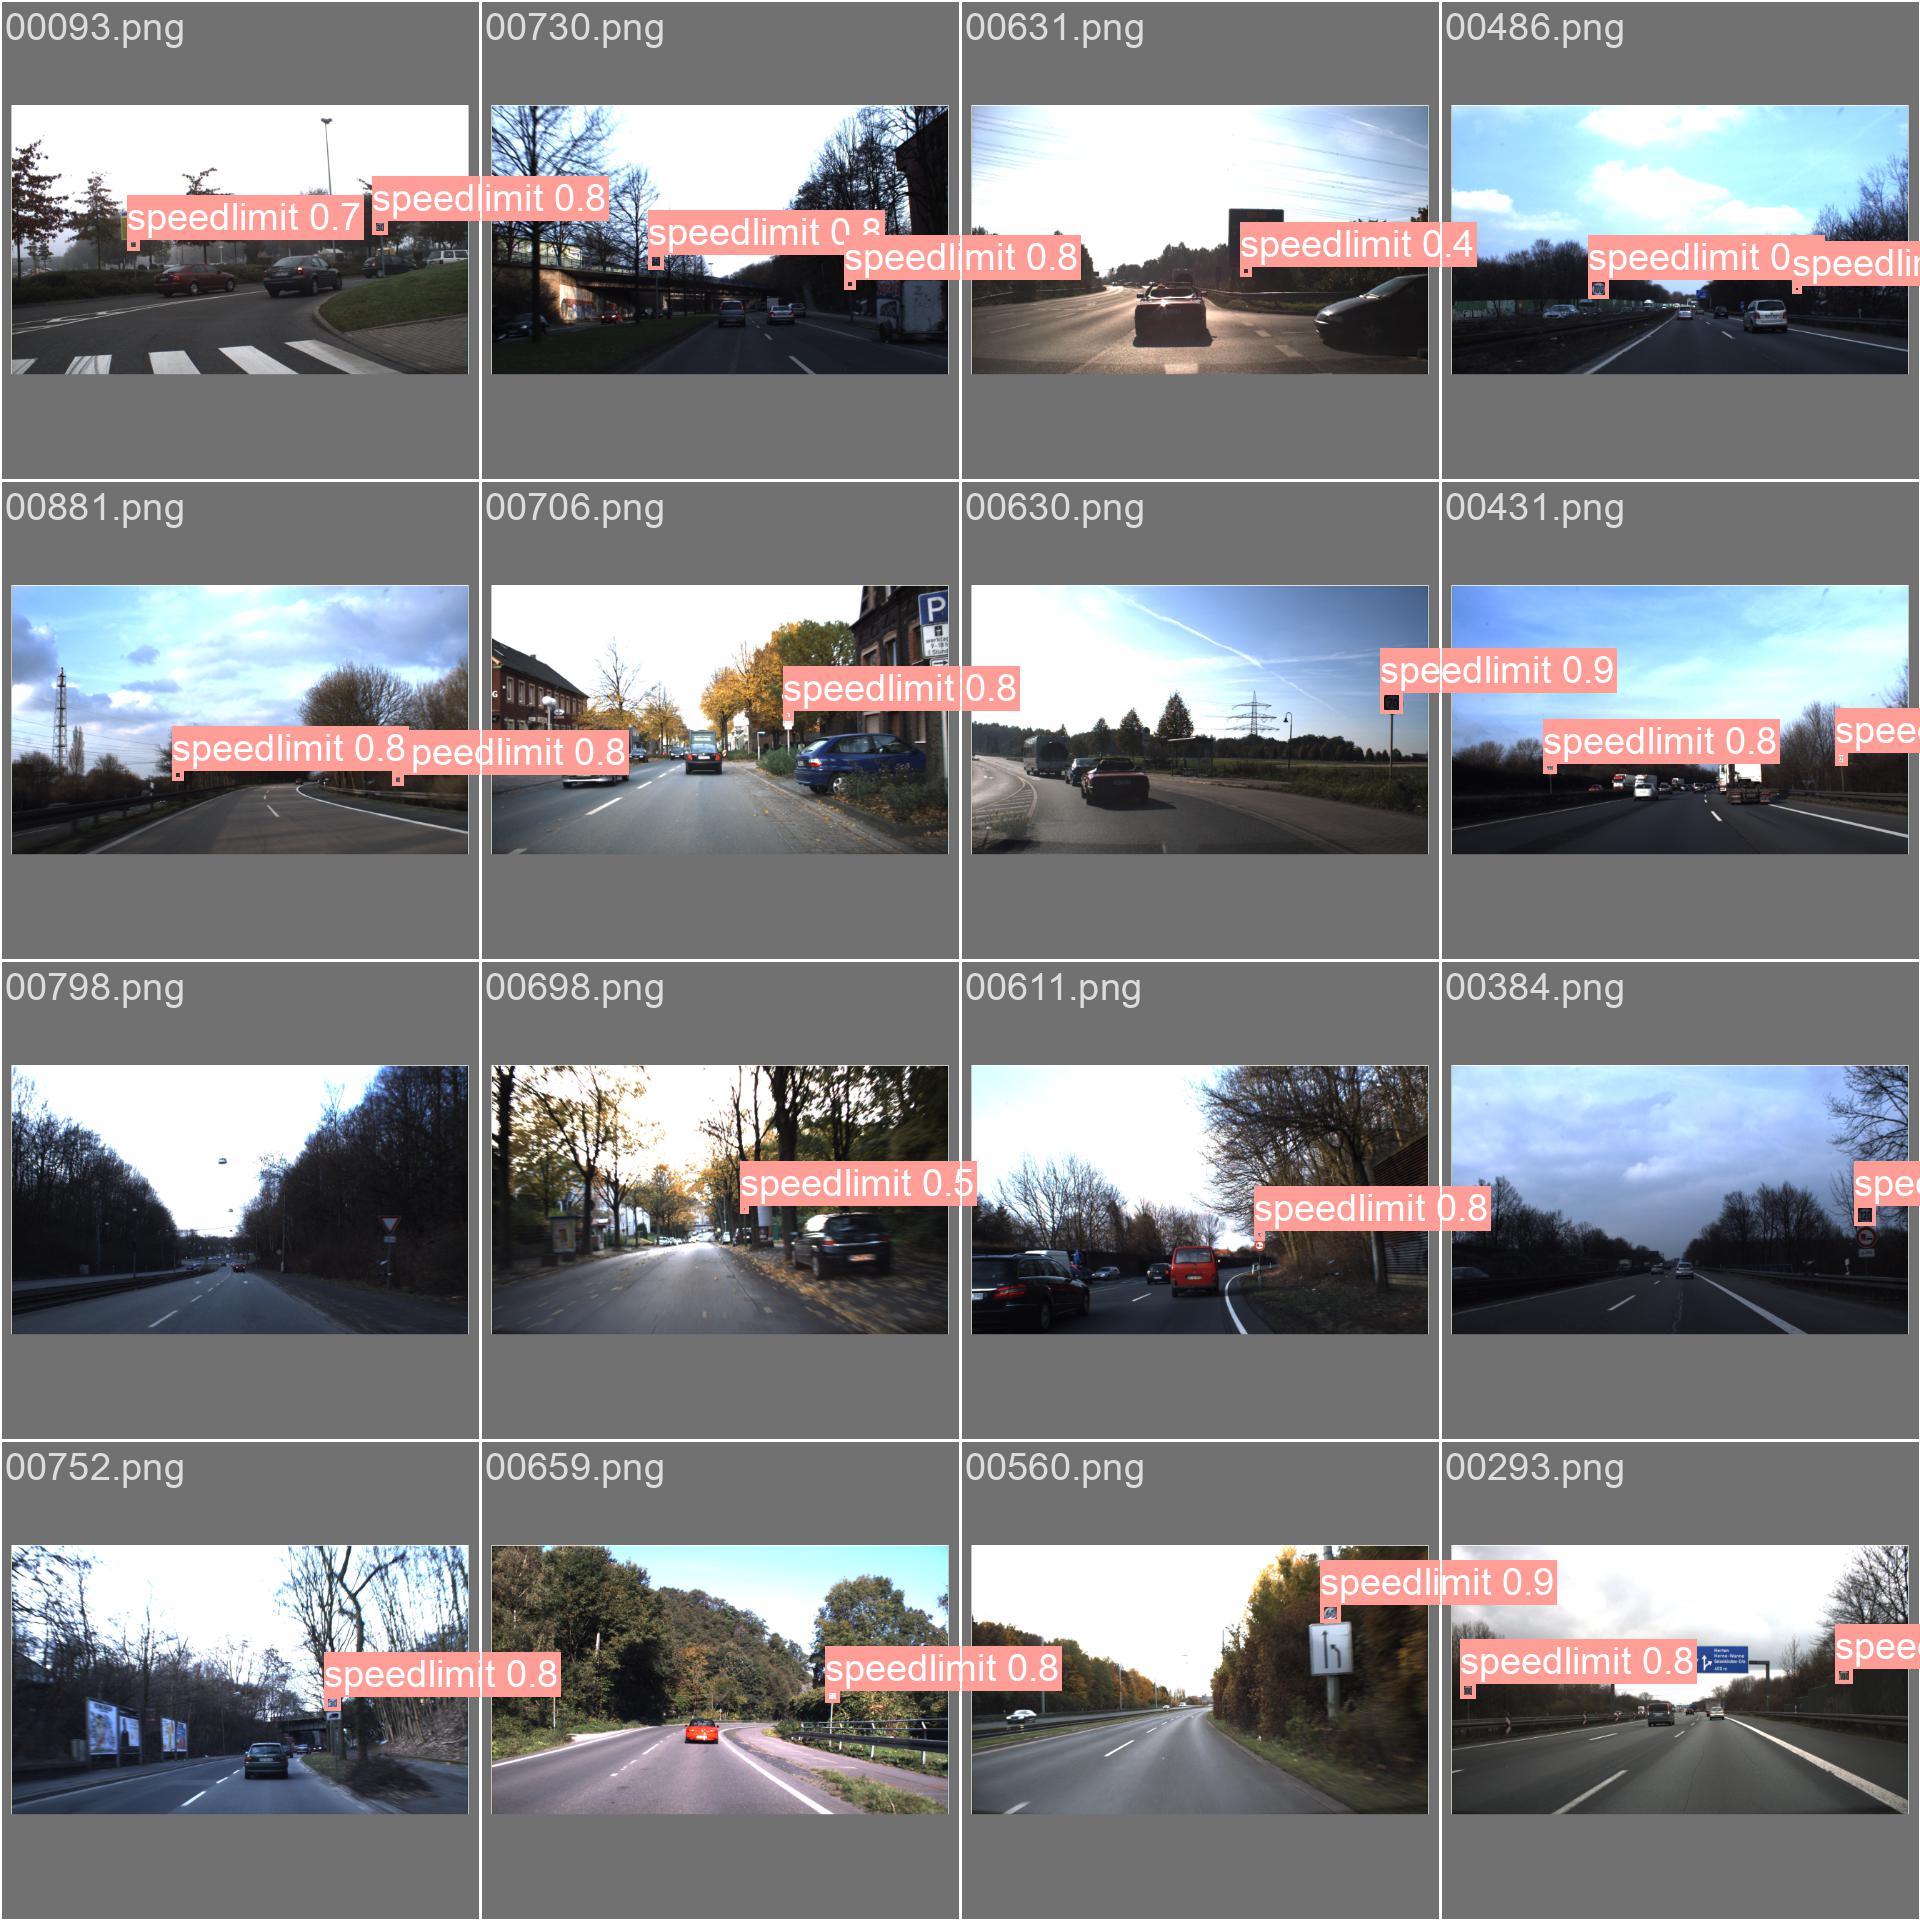 00093.png
00730.png
00631.png
00486.png
speedlimit 0.7
speedlimit 0.8
speedlimit 0.8
speedlimit 0.8
speedlimit 0.4
speedlimit 0.
speedlir
00881.png
00706.png
00630.png
00431.png
speedlimit 0.8
peedlimit 0.8
speedlimit 0.8
P
speedlimit 0.9
speedlimit 0.8
spee
00798.png
00698.png
00611.png
00384.png
speedlimit 0.5
speedlimit 0.8
spee
00752.png
00659.png
00560.png
00293.png
speedlimit 0.8
speedlimit 0.8
speedlimit 0.9
speedlimit 0.8
spee